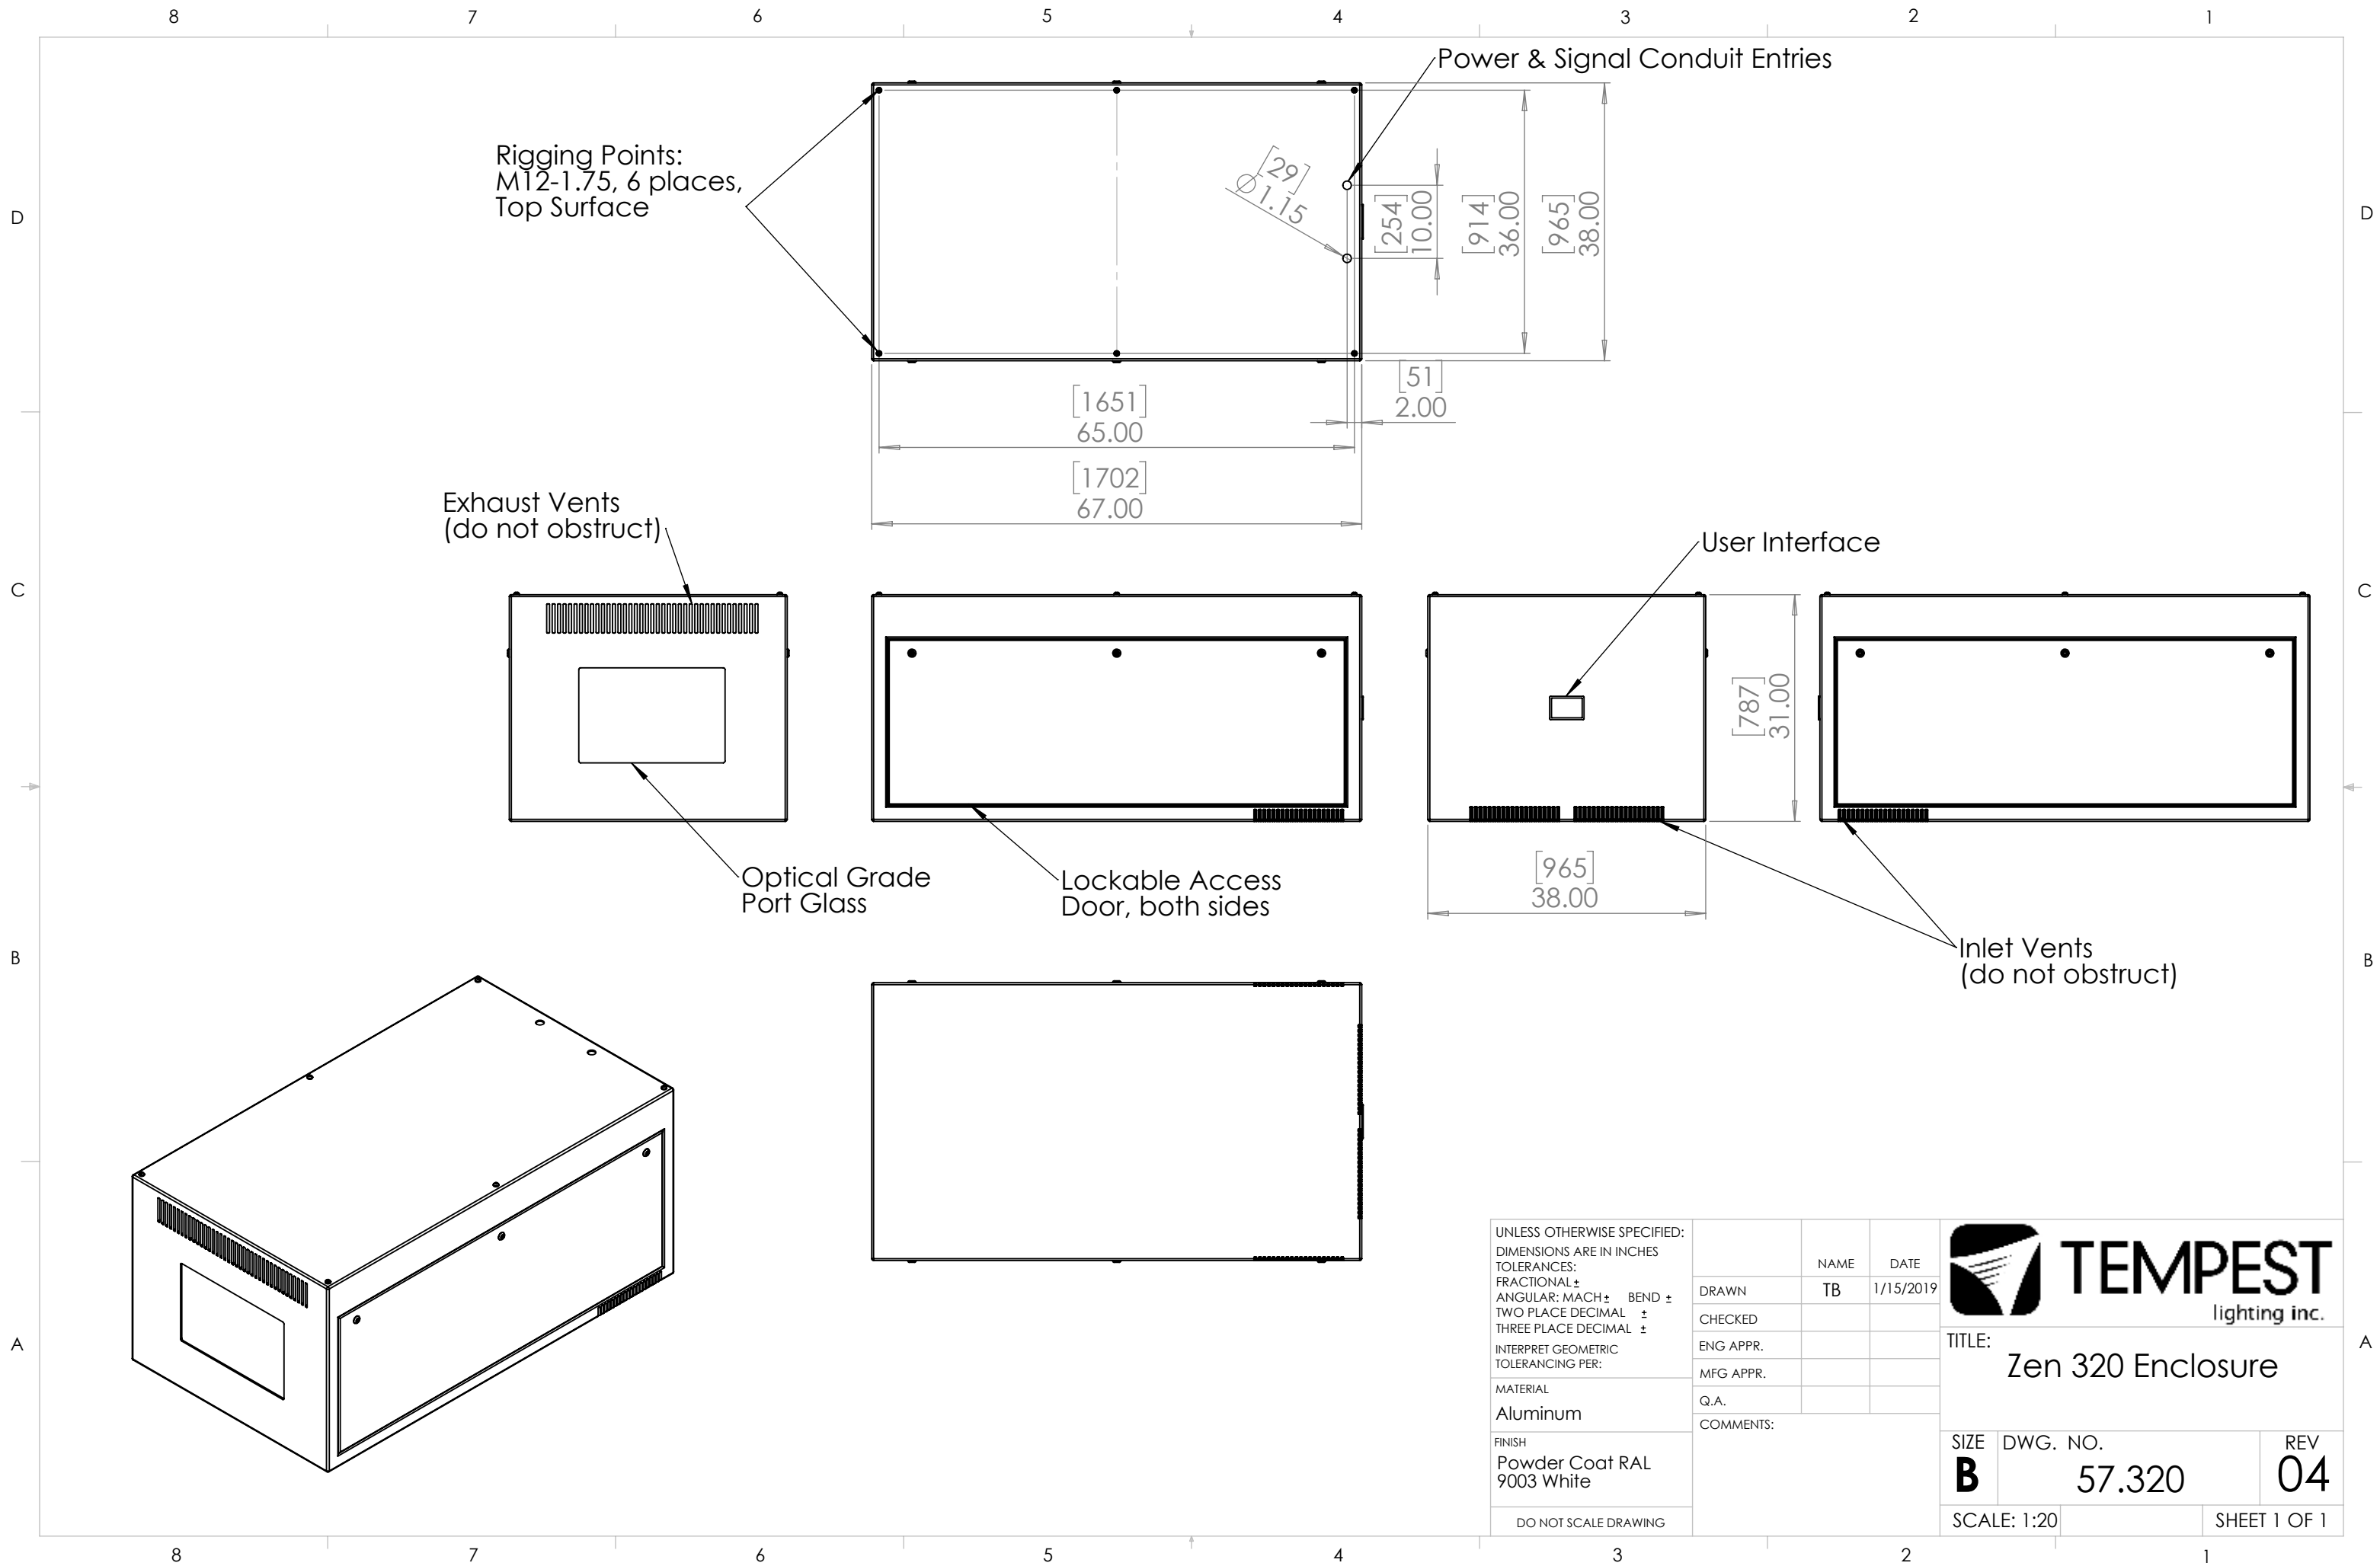 8 7 6 5 4 3 2 1
Power & Signal Conduit Entries
Rigging Points:
M12-1.75, 6 places,
Top Surface
[29]
∅ 1.15
[254]
10.00
[914]
36.00
[965]
38.00
D D
[51]
2.00
[1651]
65.00
[1702]
67.00
Exhaust Vents
(do not obstruct)
User Interface
C C
[787]
31.00
Optical Grade
Port Glass
Lockable Access
Door, both sides
[965]
38.00
Inlet Vents
(do not obstruct)
B B
UNLESS OTHERWISE SPECIFIED:
DIMENSIONS ARE IN INCHES
TOLERANCES:
FRACTIONAL ±
ANGULAR: MACH ± BEND ±
TWO PLACE DECIMAL ±
THREE PLACE DECIMAL ±
INTERPRET GEOMETRIC
TOLERANCING PER:
MATERIAL
Aluminum
FINISH
Powder Coat RAL
9003 White
DO NOT SCALE DRAWING
NAME DATE
DRAWN TB 1/15/2019
CHECKED
ENG APPR.
MFG APPR.
Q.A.
COMMENTS:
TEMPEST
lighting inc.
TITLE:
Zen 320 Enclosure
SIZE DWG. NO. REV
B 57.320 04
SCALE: 1:20 SHEET 1 OF 1
A A
8 7 6 5 4 3 2 1